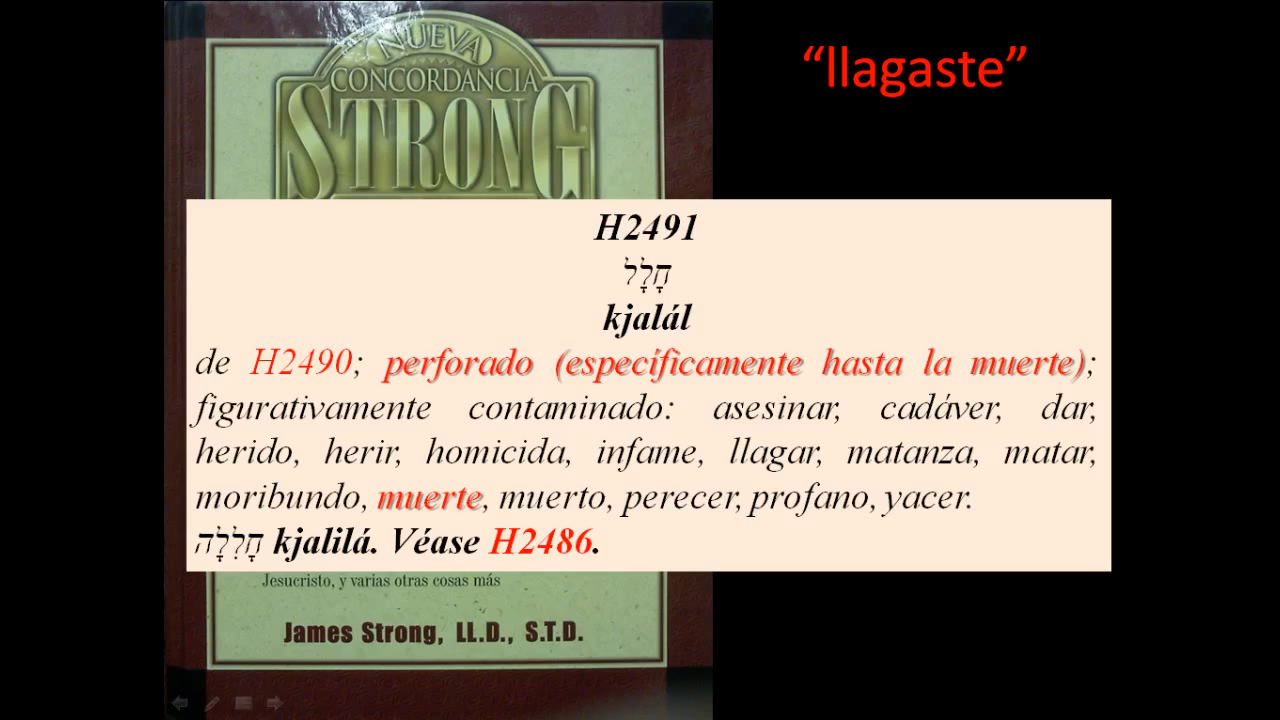 NUEVA
CONCORDANCIA
STRONG
“llagaste”
H2491
חָלָל
kjalál
de H2490; perforado (específicamente hasta la muerte);
figurativamente contaminado: asesinar, cadáver, dar,
herido, herir, homicida, infame, llagar, matanza, matar,
moribundo, muerte, muerto, perecer, profano, yacer.
חָלִלָה kjalilá. Véase H2486.
Jesucristo, y varias otras cosas más
James Strong, LL.D., S.T.D.